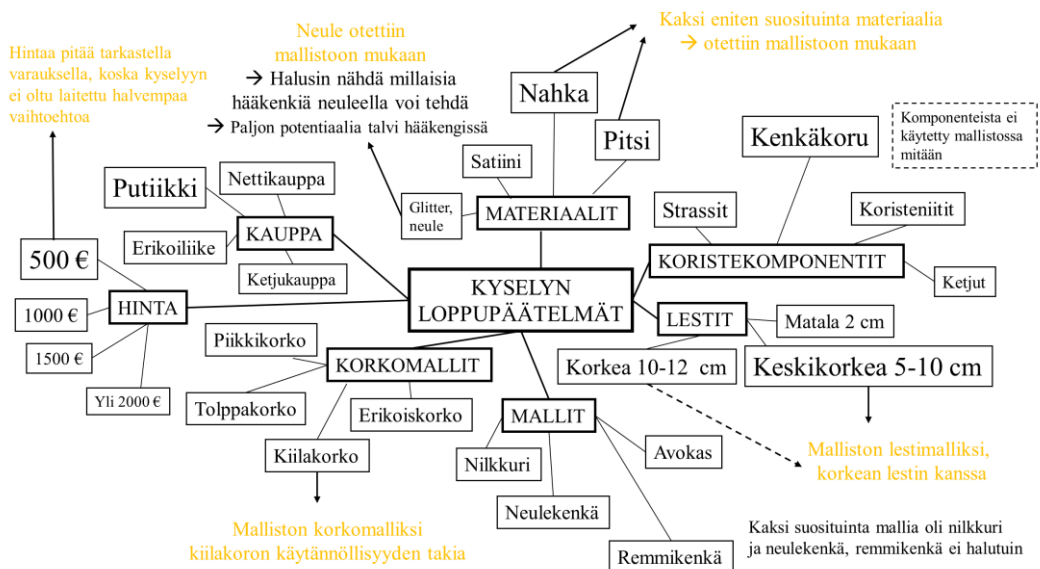 Kaksi eniten suosituinta materiaalia
→ otettiin mallistoon mukaan
Neule otettiin
mallistoon mukaan
→ Halusin nähdä millaisia
hääkenkiä neuleella voi tehdä
→ Paljon potentiaalia talvi hääkengissä
Hintaa pitää tarkastella
varauksella, koska kyselyyn
ei oltu laitettu halvempaa
vaihtoehtoa
Nahka
Pitsi
Satiini
Glitter,
neule
MATERIAALIT
Kenkäkoru
Komponenteista ei
käytetty mallistossa
mitään
Strassit
Koristeniitit
KORISTEKOMPONENTIT
Ketjut
Putiikki
Nettikauppa
Erikoiliike
KAUPPA
Ketjukauppa
500 €
1000 €
HINTA
1500 €
Yli 2000 €
KYSELYN
LOPPUPÄÄTELMÄT
LESTIT
Matala 2 cm
Korkea 10-12 cm
Keskikorkea 5-10 cm
Piikkikorko
KORKOMALLIT
Tolppakorko
Erikoiskorko
Kiilakorko
MALLIT
Nilkkuri
Avokas
Neulekenkä
Remmikenkä
Malliston lestimalliksi,
korkean lestin kanssa
Malliston korkomalliksi
kiilakoron käytännöllisyyden takia
Kaksi suosituinta mallia oli nilkkuri
ja neulekenkä, remmikenkä ei halutuin